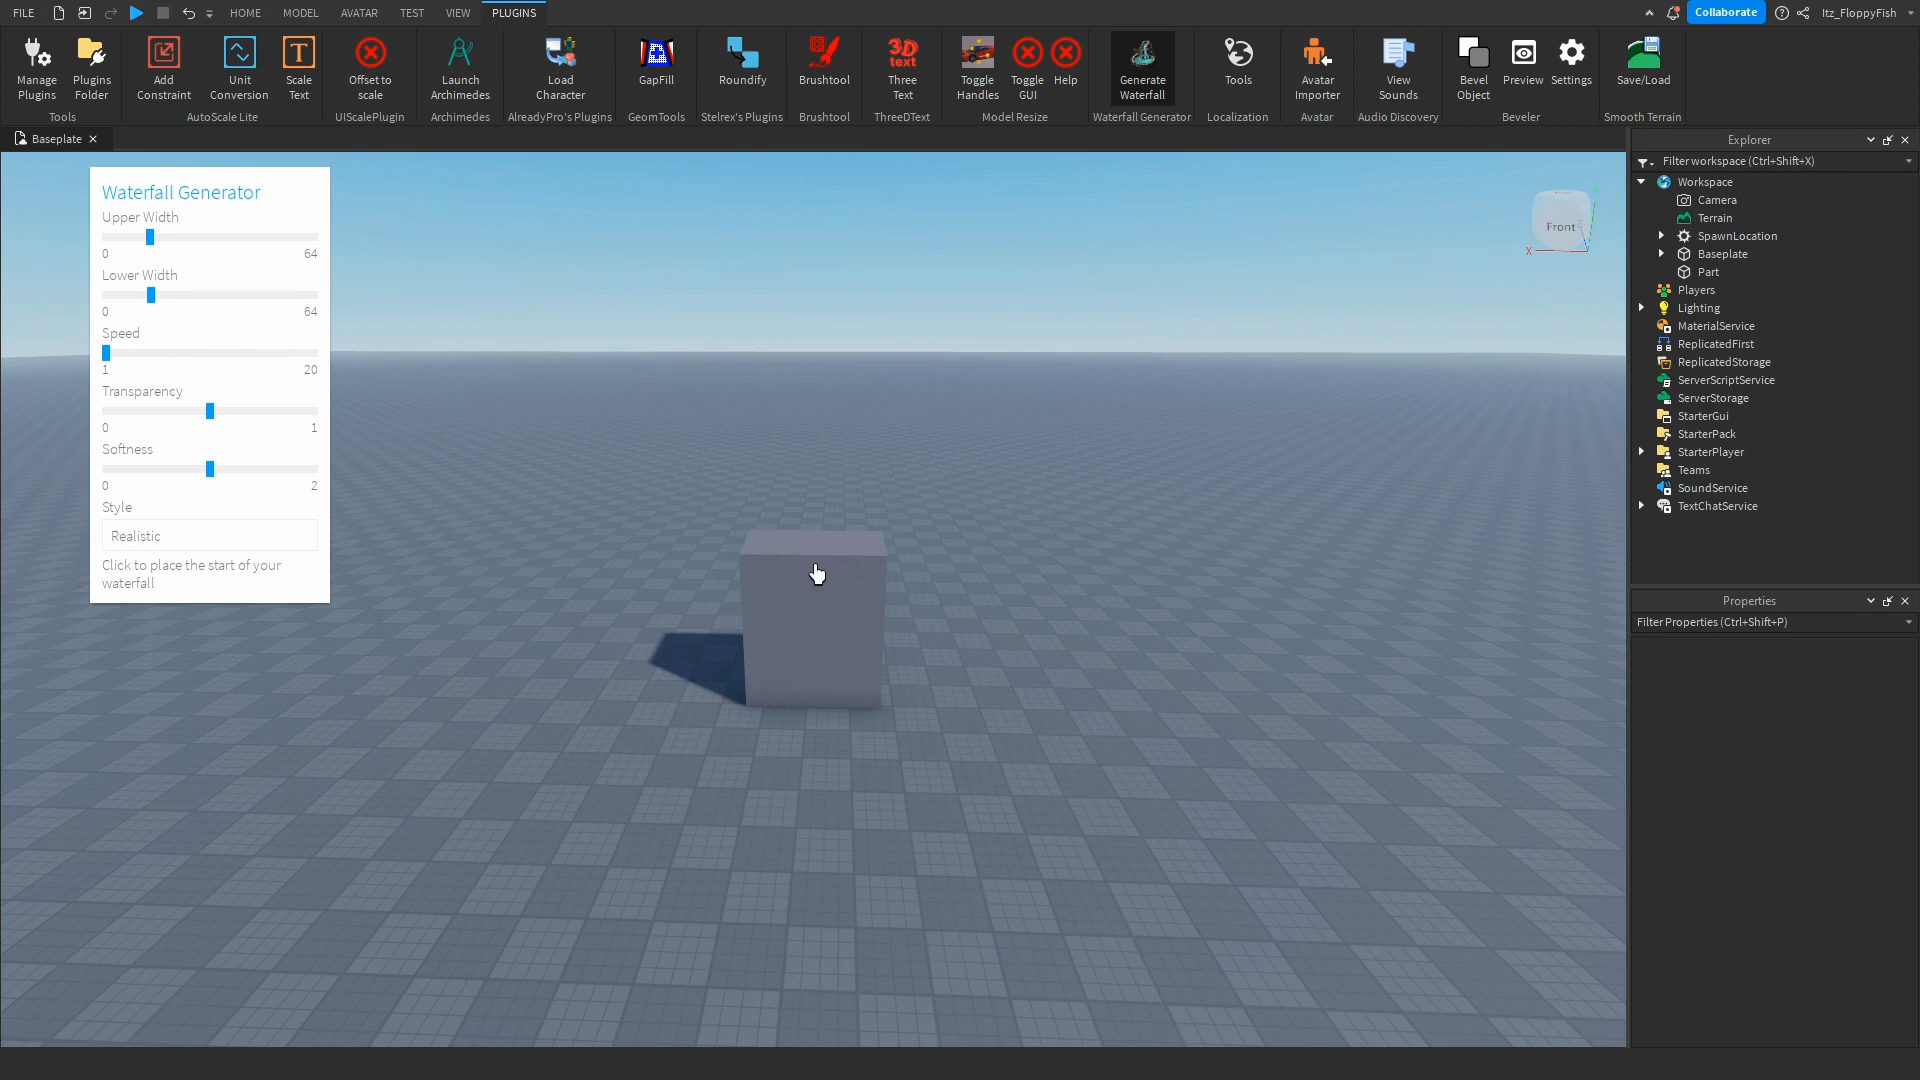 FILE
HOME
MODEL
AVATAR
TEST
VIEW
PLUGINS
Collaborate
Itz_FloppyFish
Manage
Plugins
Plugins
Folder
Add
Constraint
Unit
Conversion
Scale
Text
Offset to
scale
Launch
Archimedes
Load
Character
GapFill
Roundify
Brushtool
3D
text
Three
Text
Toggle
Handles
Toggle
GUI
Help
Generate
Waterfall
Tools
Avatar
Importer
View
Sounds
Bevel
Object
Preview
Settings
Save/Load
Tools
AutoScale Lite
UIScalePlugin
Archimedes
AlreadyPro's Plugins
GeomTools
Stelrex's Plugins
Brushtool
ThreeDText
Model Resize
Waterfall Generator
Localization
Avatar
Audio Discovery
Beveler
Smooth Terrain
Baseplate
Waterfall Generator
Upper Width
0 64
Lower Width
0 64
Speed
1 20
Transparency
0 1
Softness
0 2
Style
Realistic
Click to place the start of your
waterfall
Front
X
Explorer
Filter workspace (Ctrl+Shift+X)
Workspace
Camera
Terrain
SpawnLocation
Baseplate
Part
Players
Lighting
MaterialService
ReplicatedFirst
ReplicatedStorage
ServerScriptService
ServerStorage
StarterGui
StarterPack
StarterPlayer
Teams
SoundService
TextChatService
Properties
Filter Properties (Ctrl+Shift+P)